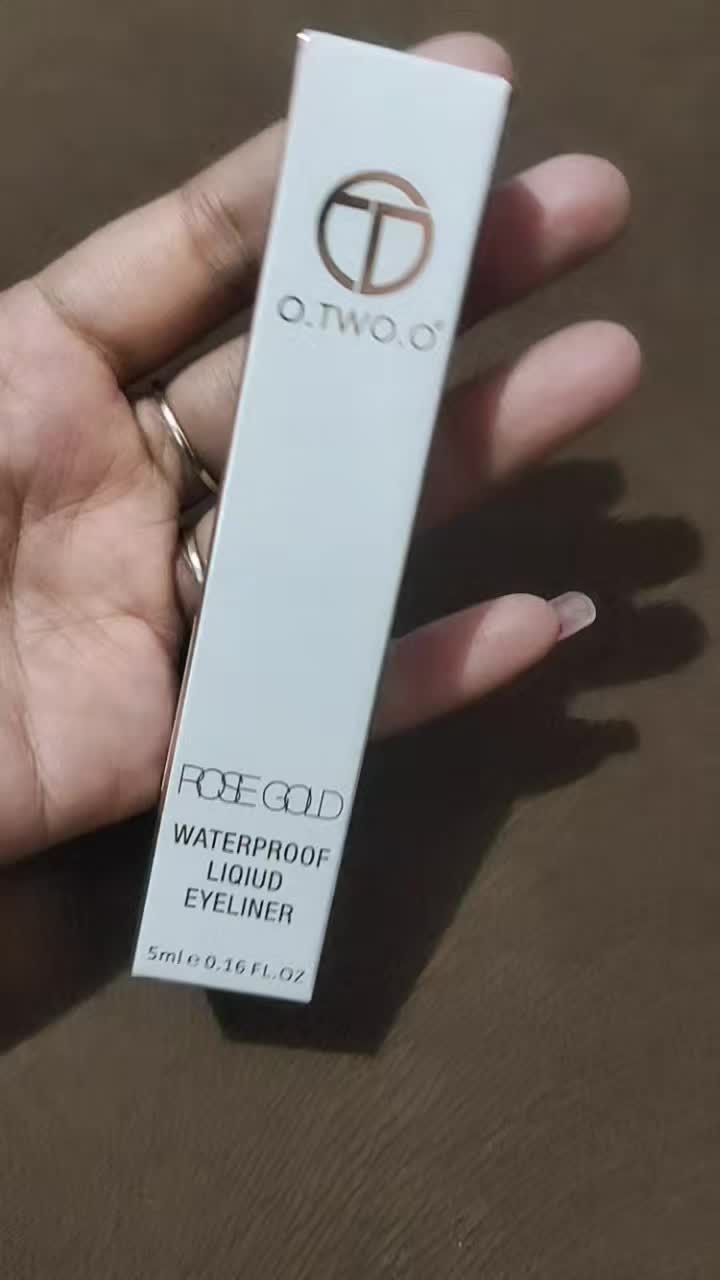 O.TWO.O®
ROSE GOLD
WATERPROOF
LIQIUD
EYELINER
5ml e 0.16 FL.OZ